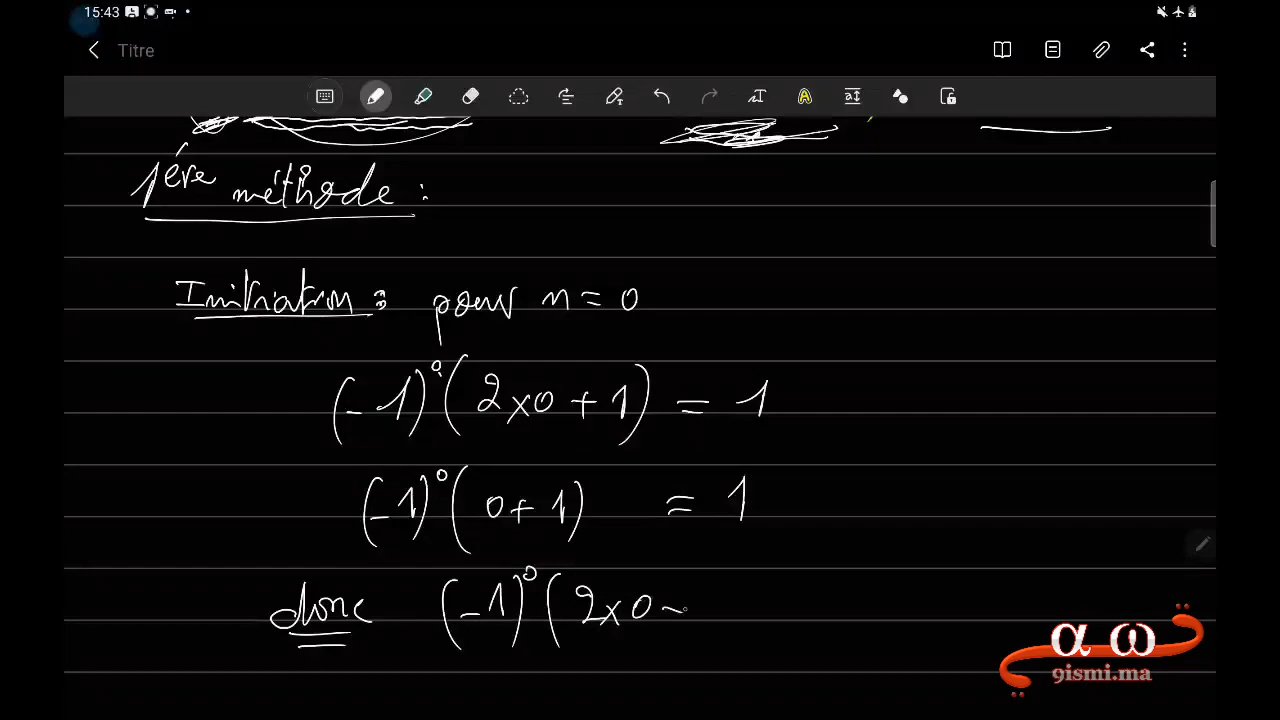 15:43
Titre
1ère méthode :
Initiation : pour n = 0
(-1)⁰ (2×0 + 1) = 1
(-1)⁰ (0+1) = 1
donc (-1)⁰ (2×0 -
α ω
9ismi.ma